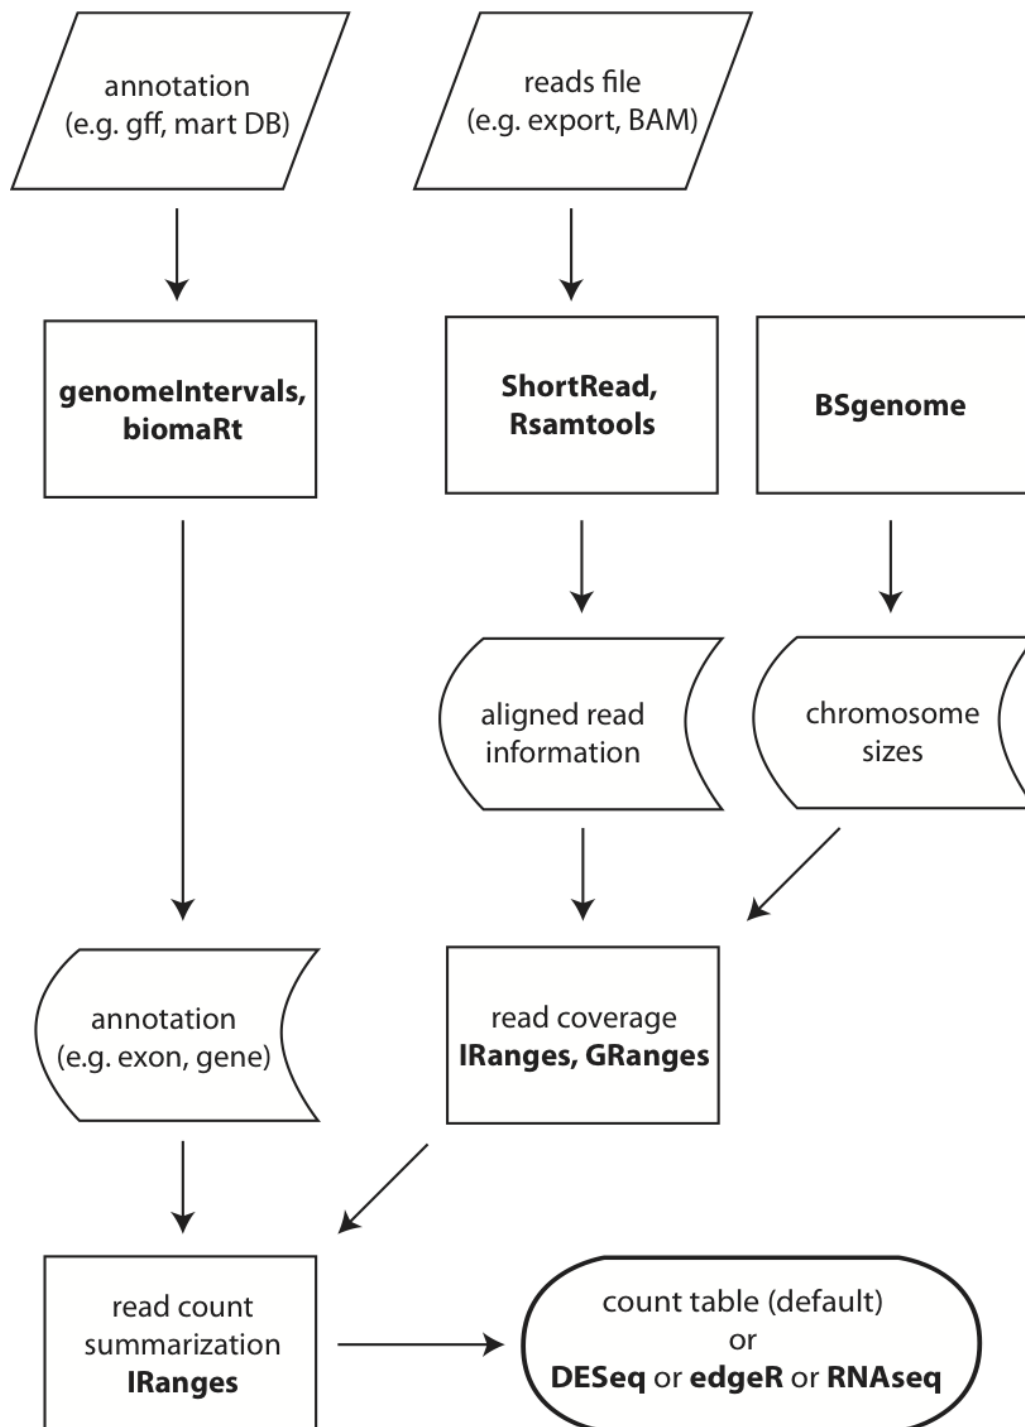 annotation
(e.g. gff, mart DB)
reads file
(e.g. export, BAM)
genomeIntervals,
biomaRt
ShortRead,
Rsamtools
BSgenome
aligned read
information
chromosome
sizes
annotation
(e.g. exon, gene)
read coverage
IRanges, GRanges
read count
summarization
IRanges
count table (default)
or
DESeq or edgeR or RNAseq